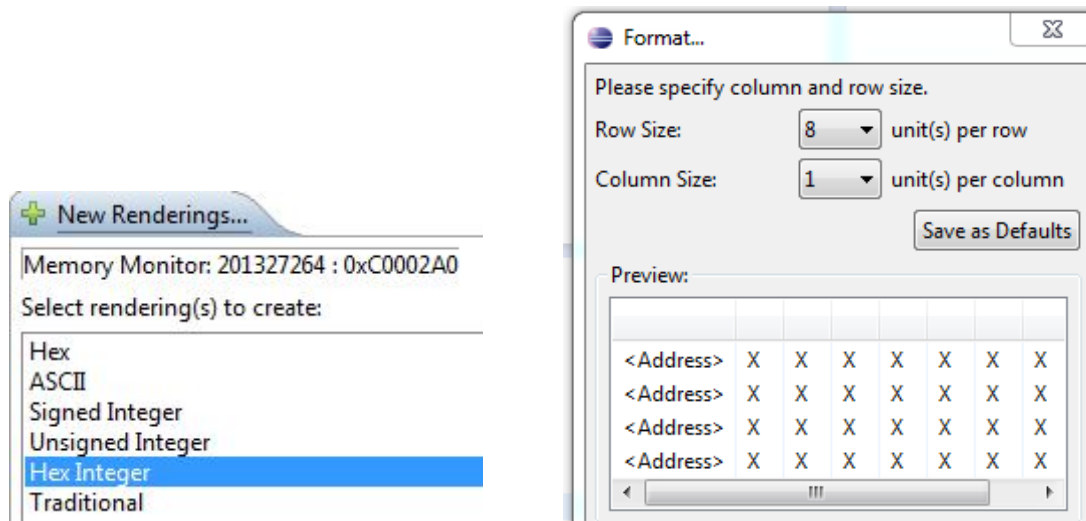 New Renderings...
Memory Monitor: 201327264 : 0xC0002A0
Select rendering(s) to create:
Hex
ASCII
Signed Integer
Unsigned Integer
Hex Integer
Traditional
Format...
Please specify column and row size.
Row Size: 8 unit(s) per row
Column Size: 1 unit(s) per column
Save as Defaults
Preview:
<Address> X X X X X X X
<Address> X X X X X X X
<Address> X X X X X X X
<Address> X X X X X X X